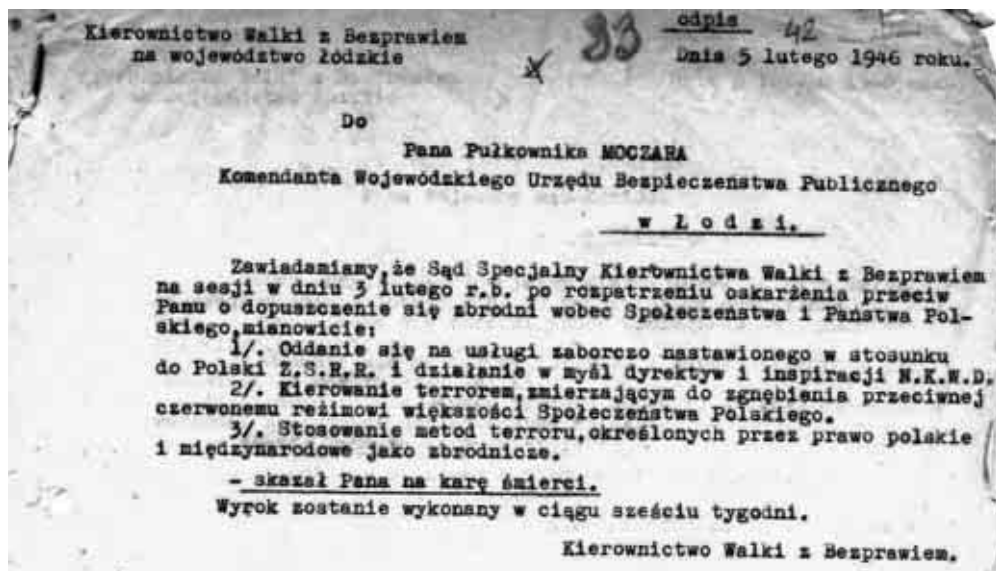 odpis
Kierownictwo Walki z Bezprawiem 33 42
na województwo łódzkie Dnia 5 lutego 1946 roku.
Do
Pana Pułkownika MOCZARA
Komendanta Wojewódzkiego Urzędu Bezpieczeństwa Publicznego
w Łodzi.
Zawiadamiamy,że Sąd Specjalny Kierownictwa Walki z Bezprawiem
na sesji w dniu 3 lutego r.b. po rozpatrzeniu oskarżenia przeciw
Panu o dopuszczenie się zbrodni wobec Społeczeństwa i Państwa Pol-
skiego,mianowicie:
1/. Oddanie się na usługi zaborczo nastawionego w stosunku
do Polski Z.S.R.R. i działanie w myśl dyrektyw i inspiracji N.K.W.D.
2/. Kierowanie terrorem,zmierzającym do zgnębienia przeciwnej
czerwonemu reżimowi większości Społeczeństwa Polskiego.
3/. Stosowanie metod terroru,określonych przez prawo polskie
i międzynarodowe jako zbrodnicze.
- skazał Pana na karę śmierci.
Wyrok zostanie wykonany w ciągu sześciu tygodni.
Kierownictwo Walki z Bezprawiem.